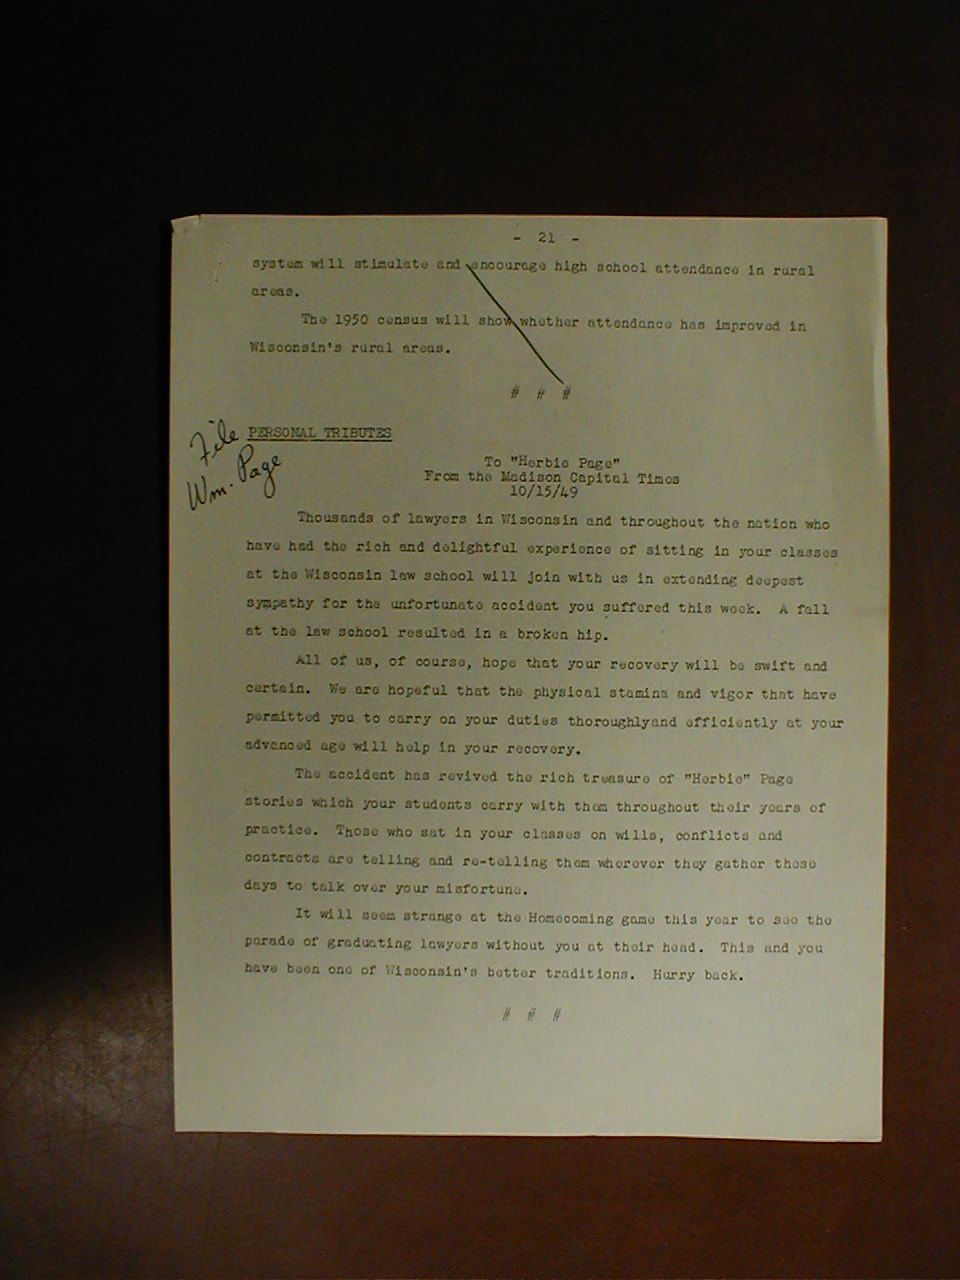 - 21 -
system will stimulate and encourage high school attendance in rural
areas.
The 1950 census will show whether attendance has improved in
Wisconsin's rural areas.
# # #
File
Wm. Page
PERSONAL TRIBUTES
To "Herbie Page"
From the Madison Capital Times
10/15/49
Thousands of lawyers in Wisconsin and throughout the nation who
have had the rich and delightful experience of sitting in your classes
at the Wisconsin law school will join with us in extending deepest
sympathy for the unfortunate accident you suffered this week. A fall
at the law school resulted in a broken hip.
All of us, of course, hope that your recovery will be swift and
certain. We are hopeful that the physical stamina and vigor that have
permitted you to carry on your duties thoroughlyand efficiently at your
advanced age will help in your recovery.
The accident has revived the rich treasure of "Herbie" Page
stories which your students carry with them throughout their years of
practice. Those who sat in your classes on wills, conflicts and
contracts are telling and re-telling them wherever they gather these
days to talk over your misfortune.
It will seem strange at the Homecoming game this year to see the
parade of graduating lawyers without you at their head. This and you
have been one of Wisconsin's better traditions. Hurry back.
# # #